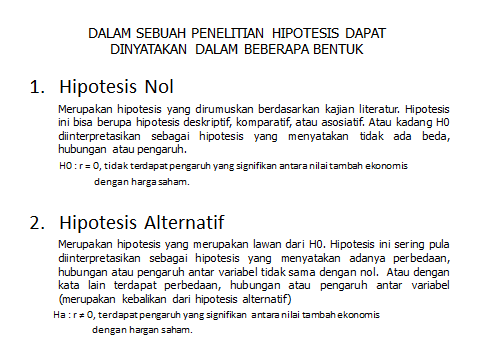 DALAM SEBUAH PENELITIAN HIPOTESIS DAPAT
DINYATAKAN DALAM BEBERAPA BENTUK
1. Hipotesis Nol
Merupakan hipotesis yang dirumuskan berdasarkan kajian literatur. Hipotesis
ini bisa berupa hipotesis deskriptif, komparatif, atau asosiatif. Atau kadang H0
diinterpretasikan sebagai hipotesis yang menyatakan tidak ada beda,
hubungan atau pengaruh.
H0 : r = 0, tidak terdapat pengaruh yang signifikan antara nilai tambah ekonomis
dengan harga saham.
2. Hipotesis Alternatif
Merupakan hipotesis yang merupakan lawan dari H0. Hipotesis ini sering pula
diinterpretasikan sebagai hipotesis yang menyatakan adanya perbedaan,
hubungan atau pengaruh antar variabel tidak sama dengan nol. Atau dengan
kata lain terdapat perbedaan, hubungan atau pengaruh antar variabel
(merupakan kebalikan dari hipotesis alternatif)
Ha : r ≠ 0, terdapat pengaruh yang signifikan antara nilai tambah ekonomis
dengan hargan saham.